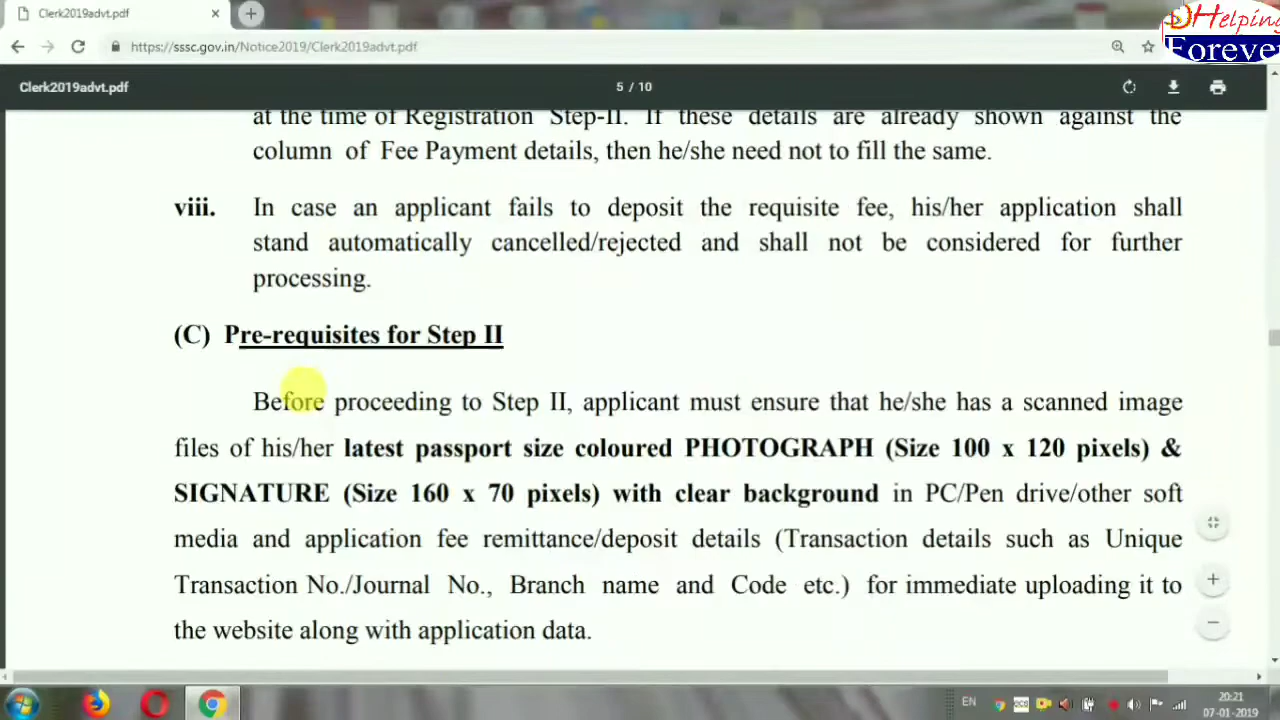 Clerk2019advt.pdf
Helping
Forever
https://sssc.gov.in/Notice2019/Clerk2019advt.pdf
Clerk2019advt.pdf
5 / 10
at the time of Registration Step-II. If these details are already shown against the
column of Fee Payment details, then he/she need not to fill the same.
viii. In case an applicant fails to deposit the requisite fee, his/her application shall
stand automatically cancelled/rejected and shall not be considered for further
processing.
(C) Pre-requisites for Step II
Before proceeding to Step II, applicant must ensure that he/she has a scanned image
files of his/her latest passport size coloured PHOTOGRAPH (Size 100 x 120 pixels) &
SIGNATURE (Size 160 x 70 pixels) with clear background in PC/Pen drive/other soft
media and application fee remittance/deposit details (Transaction details such as Unique
Transaction No./Journal No., Branch name and Code etc.) for immediate uploading it to
the website along with application data.
EN
20:21
07-01-2019